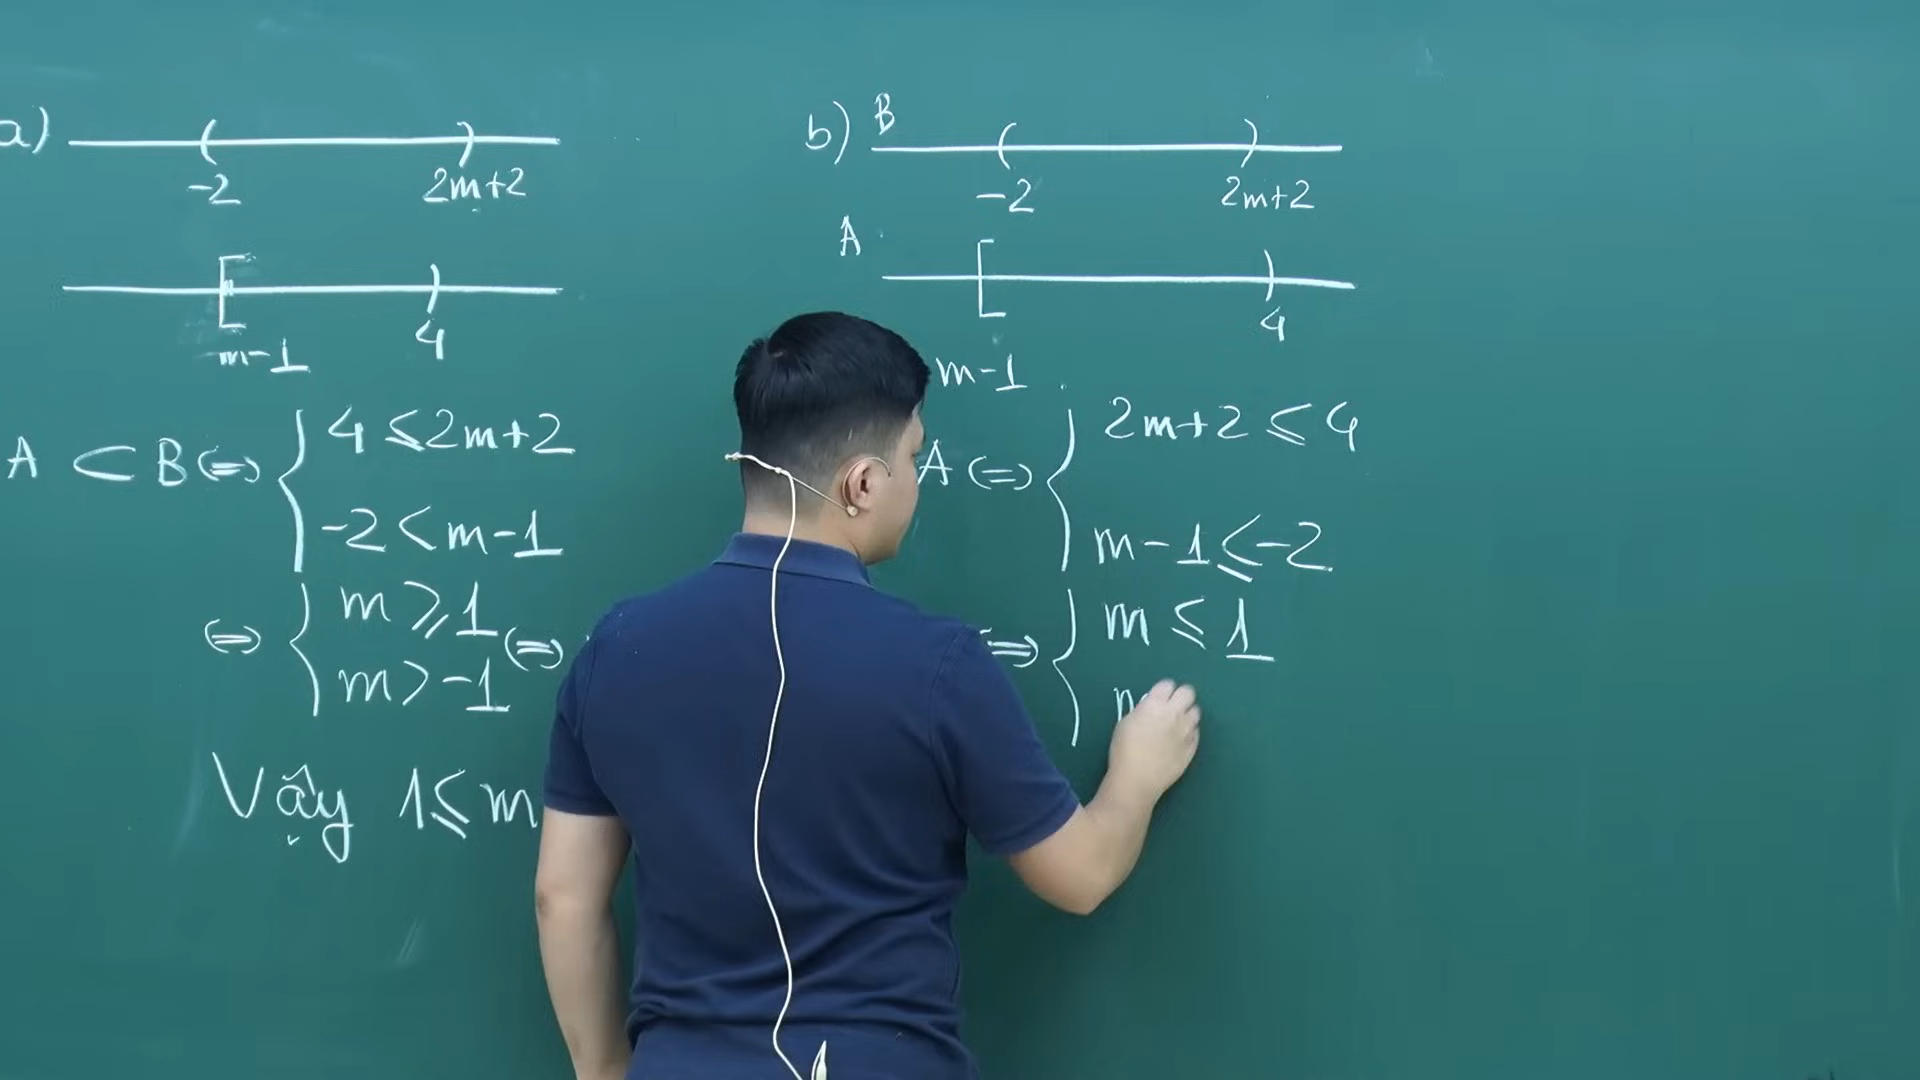 a)
-2 2m+2
m-1 4
A ⊂ B ⇔ { 4 ≤ 2m+2
-2 < m-1
⇔ { m ≥ 1
m > -1 ⇔
Vậy 1 ≤ m
b) B
-2 2m+2
A
m-1 4
A ⇔ { 2m+2 ≤ 4
m-1 ≤ -2
⇔ { m ≤ 1